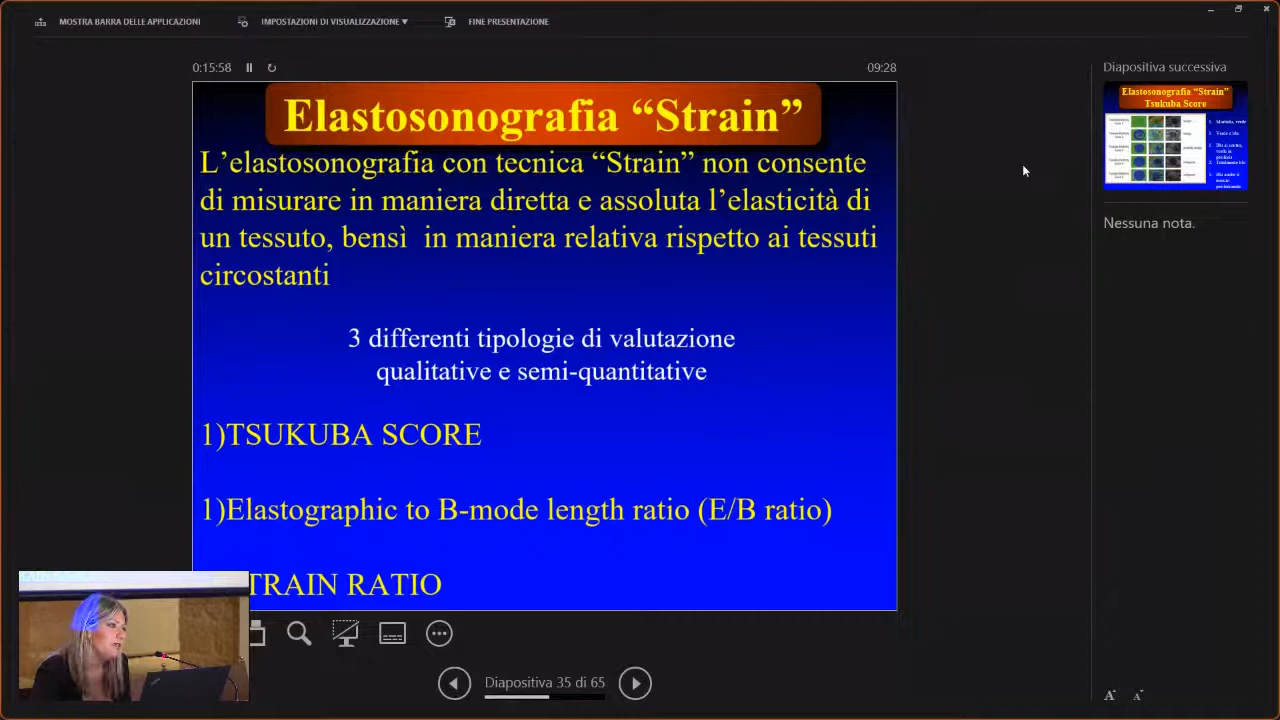 MOSTRA BARRA DELLE APPLICAZIONI
IMPOSTAZIONI DI VISUALIZZAZIONE ▼
FINE PRESENTAZIONE
0:15:58
09:28
Elastosonografia “Strain”
L’elastosonografia con tecnica “Strain” non consente
di misurare in maniera diretta e assoluta l’elasticità di
un tessuto, bensì in maniera relativa rispetto ai tessuti
circostanti
3 differenti tipologie di valutazione
qualitative e semi-quantitative
1)TSUKUBA SCORE
1)Elastographic to B-mode length ratio (E/B ratio)
TRAIN RATIO
Diapositiva 35 di 65
Diapositiva successiva
Elastosonografia “Strain”
Tsukuba Score
Nessuna nota.